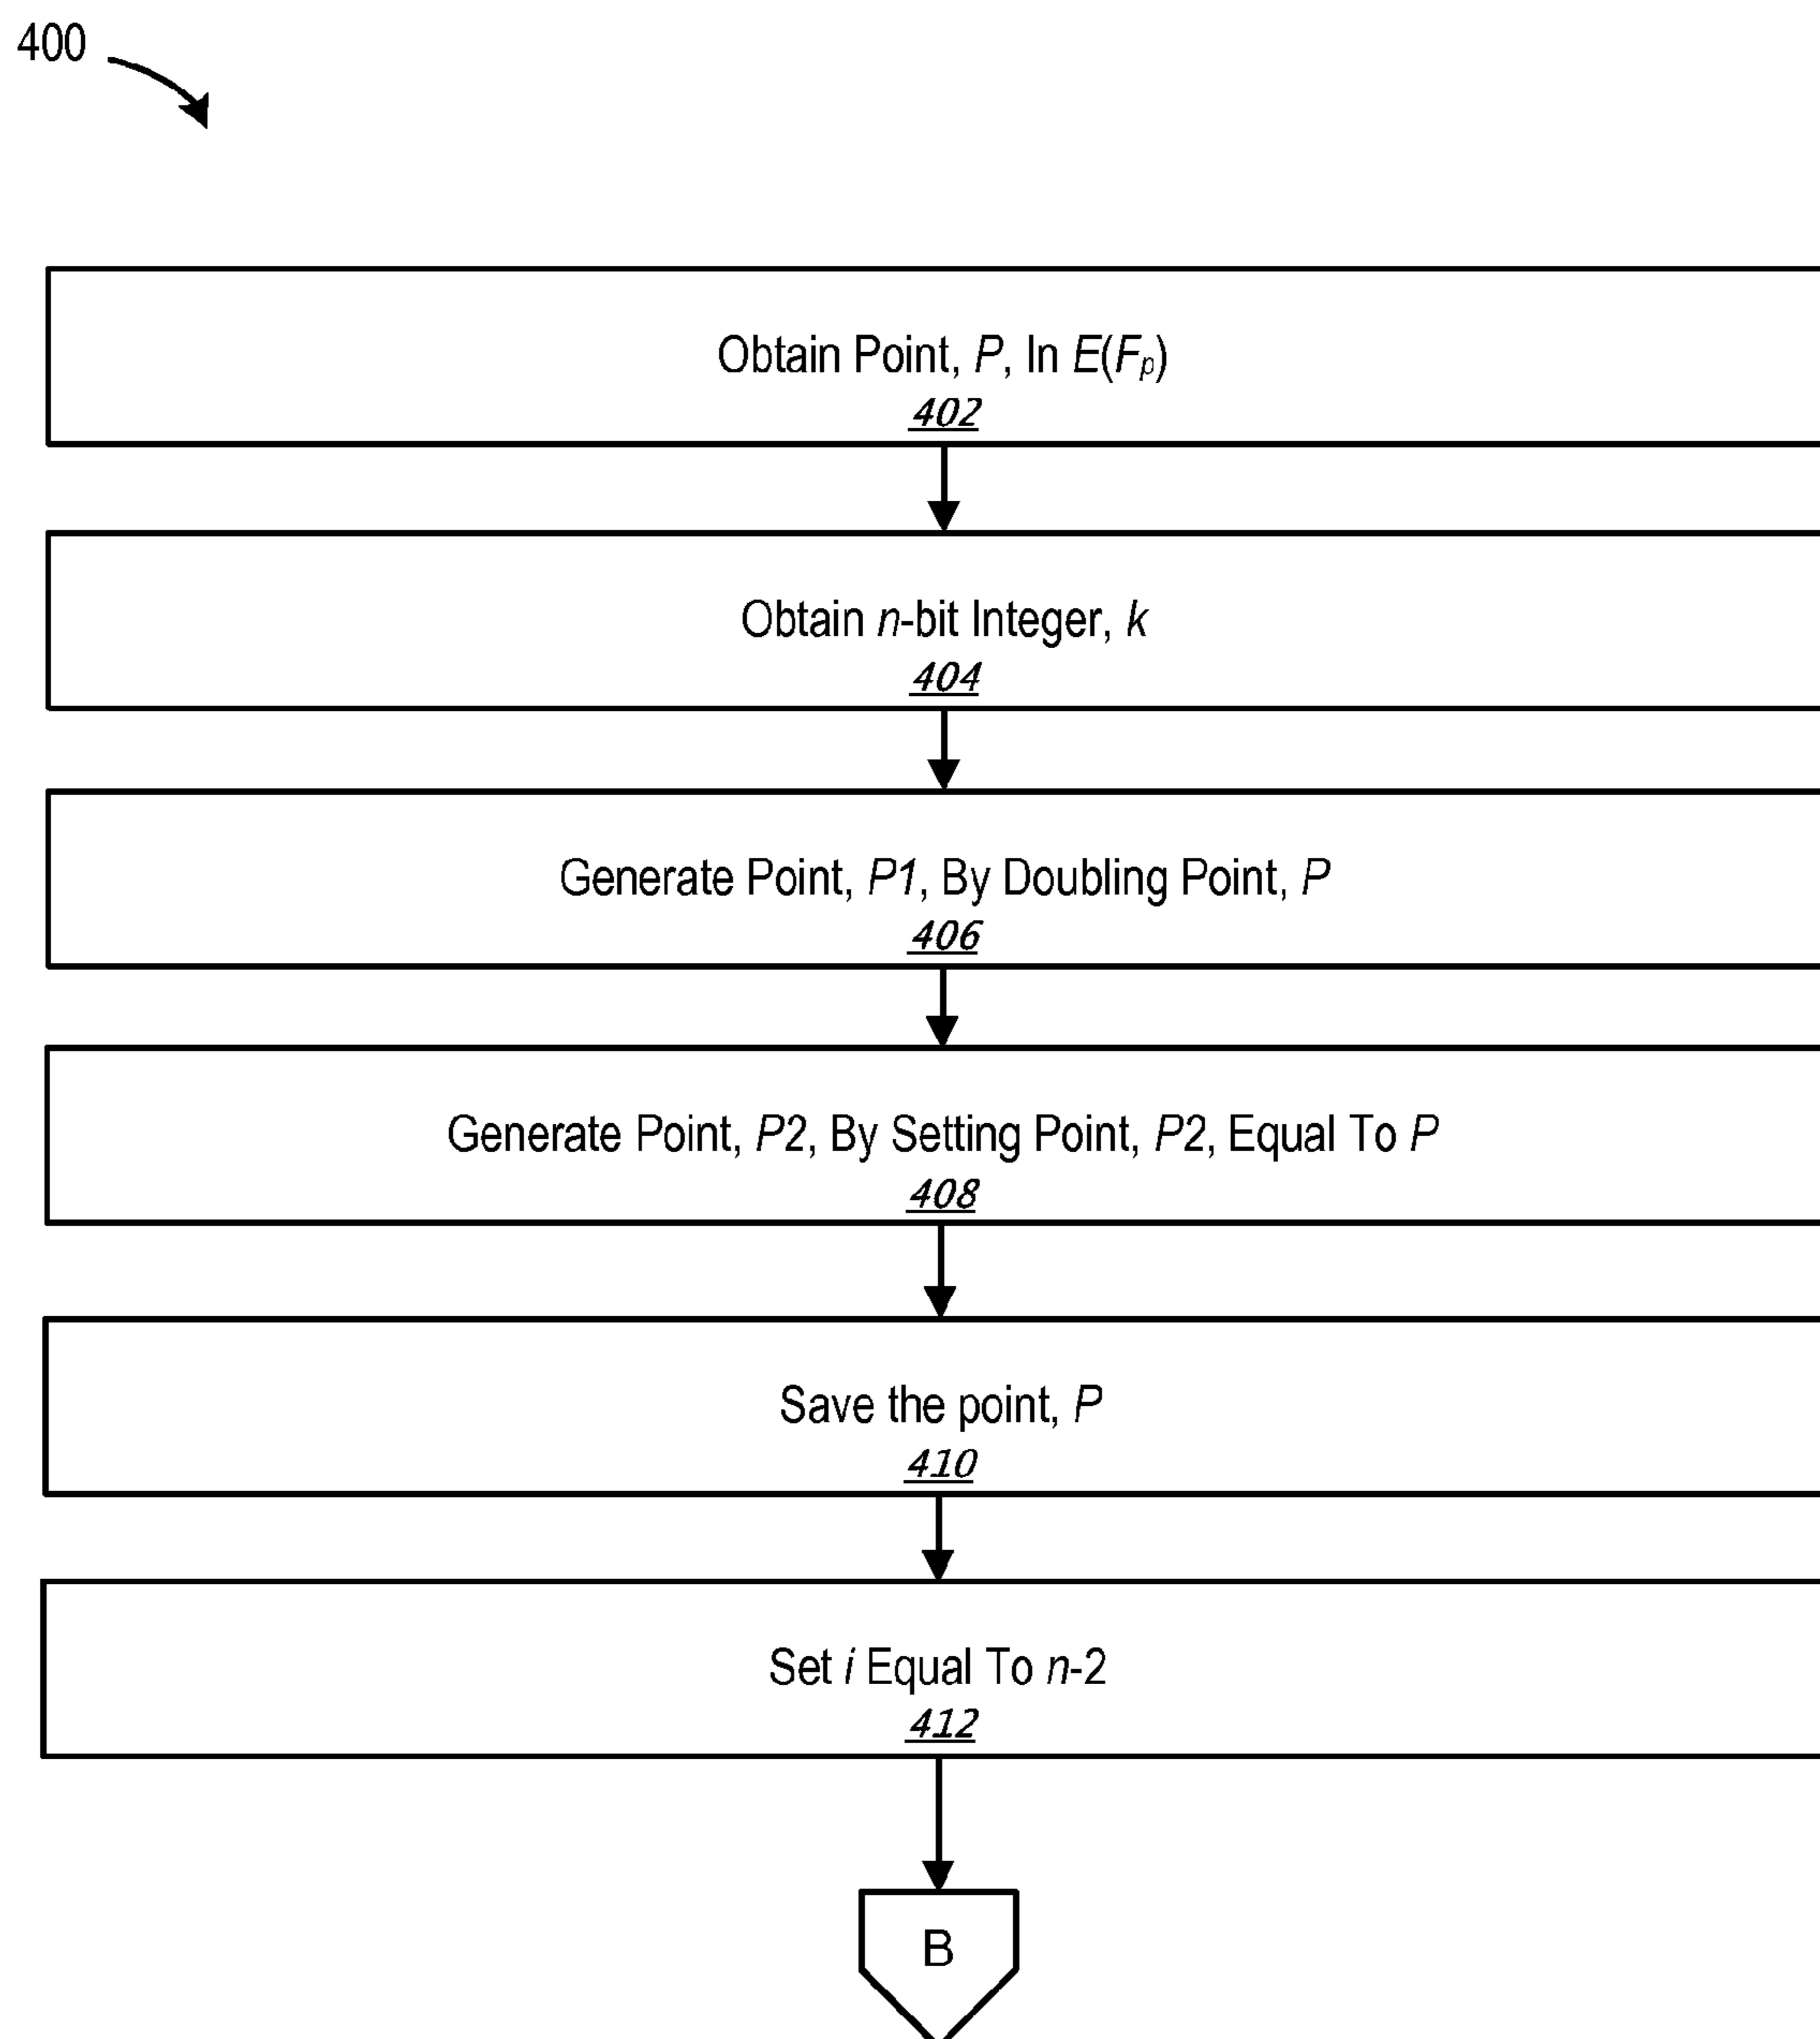 400
Obtain Point, P, In E(Fp)
402
Obtain n-bit Integer, k
404
Generate Point, P1, By Doubling Point, P
406
Generate Point, P2, By Setting Point, P2, Equal To P
408
Save the point, P
410
Set i Equal To n-2
412
B